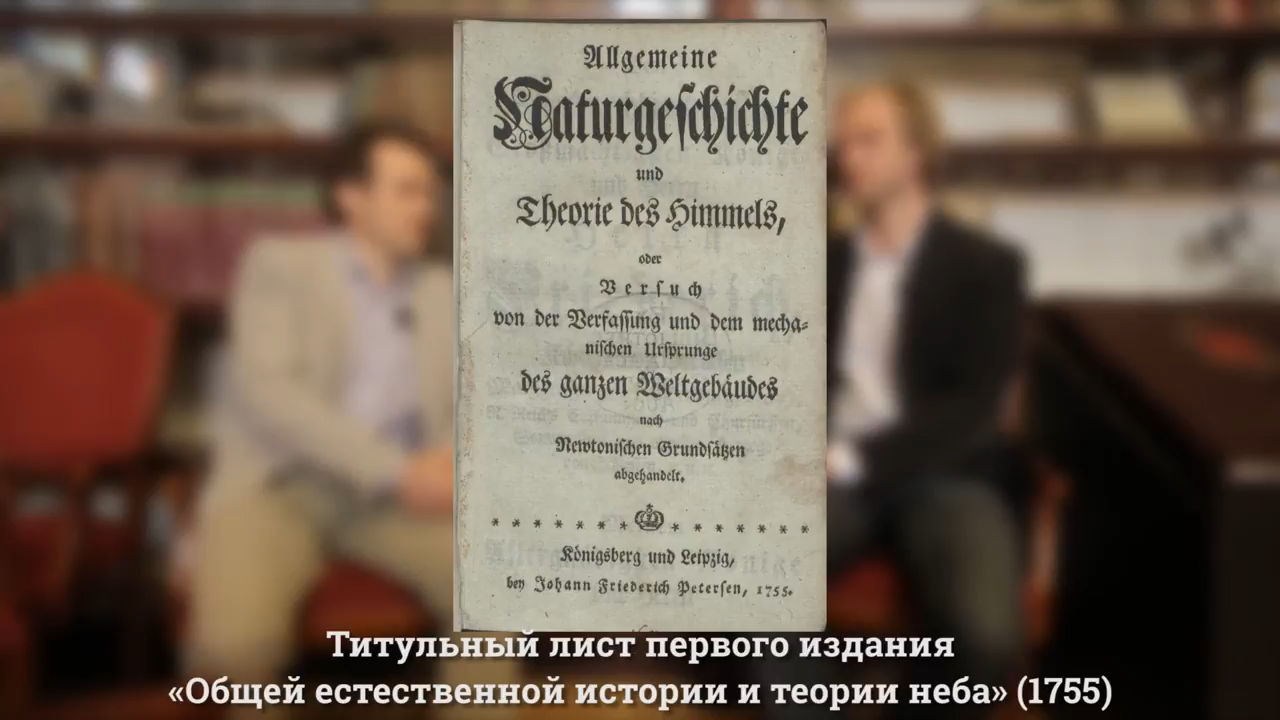 Allgemeine
Naturgeſchichte
und
Theorie des Himmels,
oder
Verſuch
von der Verfaſſung und dem mecha-
niſchen Urſprunge
des ganzen Weltgebäudes
nach
Newtoniſchen Grundſätzen
abgehandelt.
Königsberg und Leipzig,
bey Johann Friederich Peterſen, 1755.
Титульный лист первого издания
«Общей естественной истории и теории неба» (1755)